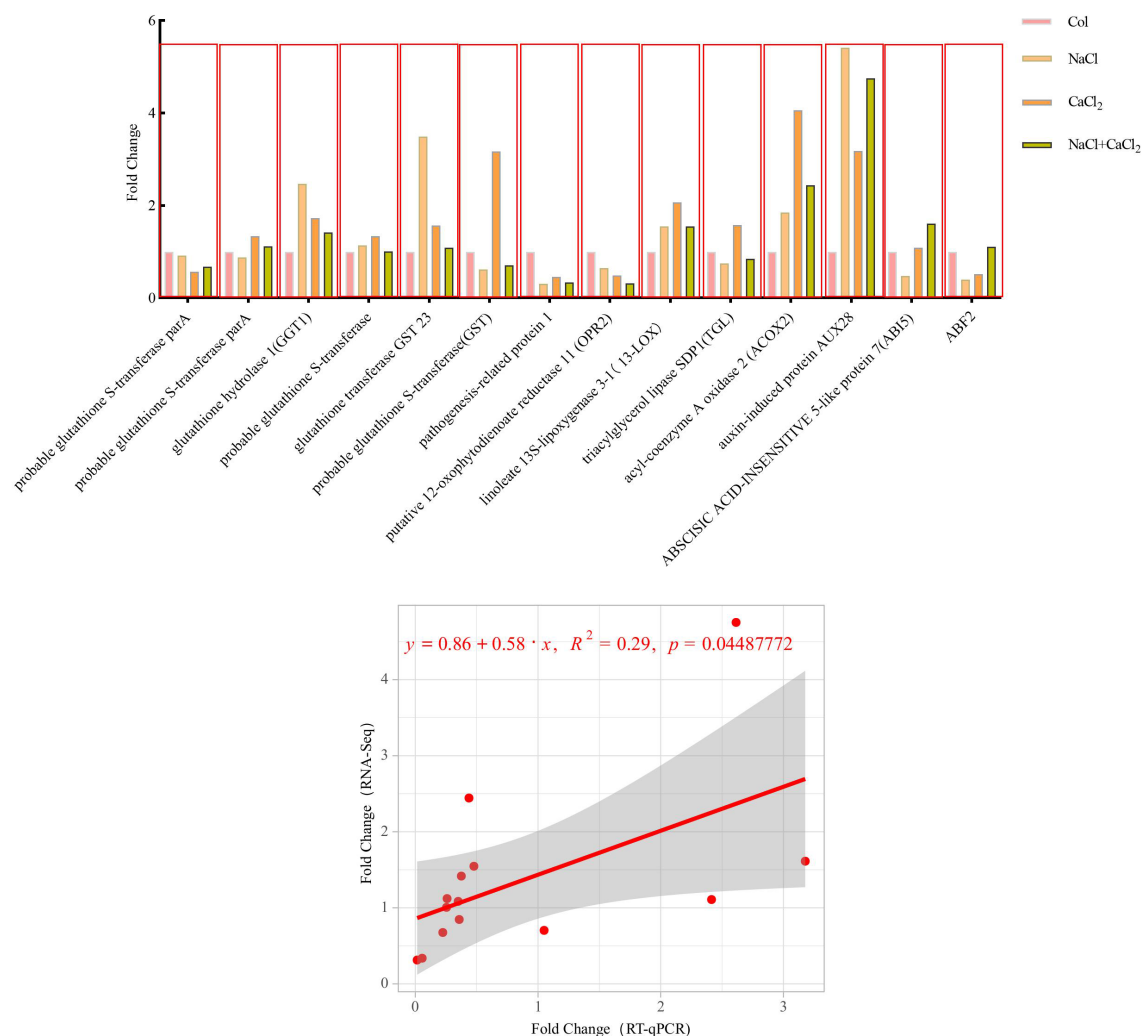 6
4
2
0
Fold Change
Col
NaCl
CaCl2
NaCl+CaCl2
probable glutathione S-transferase parA
probable glutathione S-transferase parA
glutathione hydrolase 1(GGT1)
probable glutathione S-transferase
glutathione transferase GST 23
probable glutathione S-transferase(GST)
pathogenesis-related protein 1
putative 12-oxophytodienoate reductase 11 (OPR2)
linoleate 13S-lipoxygenase 3-1( 13-LOX)
triacylglycerol lipase SDP1(TGL)
acyl-coenzyme A oxidase 2 (ACOX2)
auxin-induced protein AUX28
ABSCISIC ACID-INSENSITIVE 5-like protein 7(ABI5)
ABF2
y = 0.86 + 0.58 · x, R2 = 0.29, p = 0.04487772
4
3
2
1
0
Fold Change（RNA-Seq)
0 1 2 3
Fold Change（RT-qPCR)